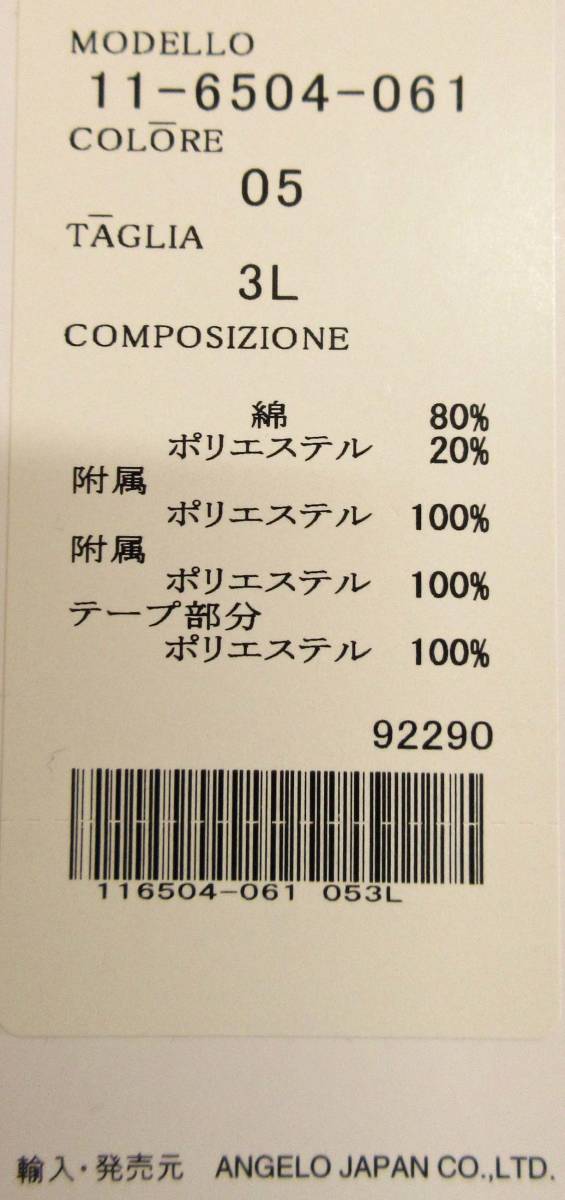 MODELLO
11-6504-061
COLORE
05
TAGLIA
3L
COMPOSIZIONE
綿 80%
ポリエステル 20%
附属
ポリエステル 100%
附属
ポリエステル 100%
テープ部分
ポリエステル 100%
92290
116504-061 053L
輸入・発売元 ANGELO JAPAN CO.,LTD.